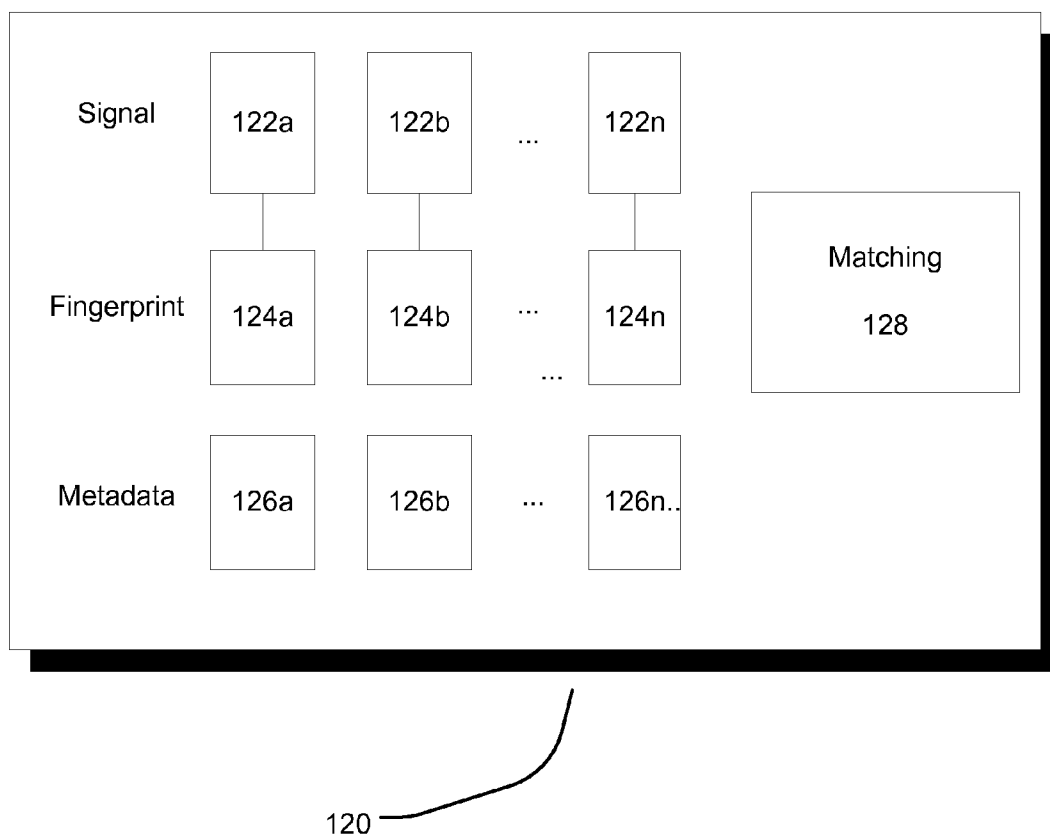 Signal 122a 122b ... 122n
Fingerprint 124a 124b ... 124n
...
Metadata 126a 126b ... 126n..
Matching
128
120